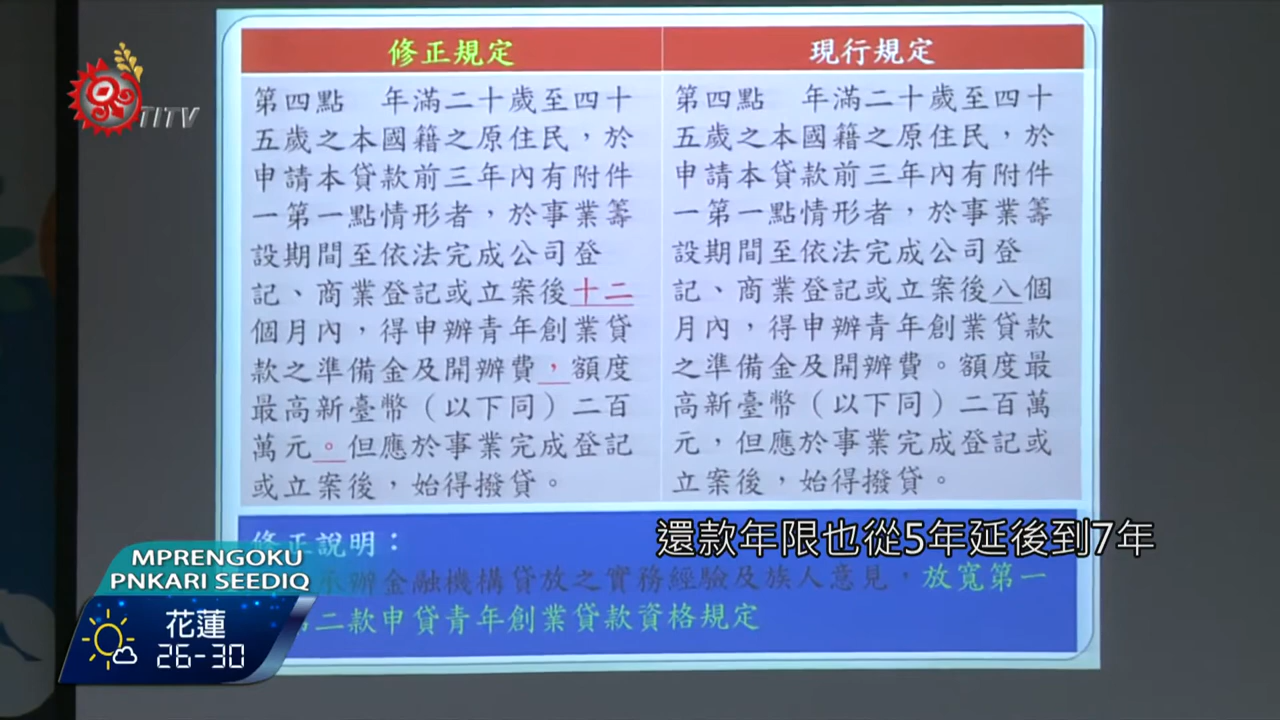 TITV
修正規定
第四點 年滿二十歲至四十
五歲之本國籍之原住民，於
申請本貸款前三年內有附件
一第一點情形者，於事業籌
設期間至依法完成公司登
記、商業登記或立案後十二
個月內，得申辦青年創業貸
款之準備金及開辦費，額度
最高新臺幣（以下同）二百
萬元。但應於事業完成登記
或立案後，始得撥貸。
現行規定
第四點 年滿二十歲至四十
五歲之本國籍之原住民，於
申請本貸款前三年內有附件
一第一點情形者，於事業籌
設期間至依法完成公司登
記、商業登記或立案後八個
月內，得申辦青年創業貸款
之準備金及開辦費。額度最
高新臺幣（以下同）二百萬
元，但應於事業完成登記或
立案後，始得撥貸。
修正說明：
承辦金融機構貸放之實務經驗及族人意見，放寬第一
第二款申貸青年創業貸款資格規定
還款年限也從5年延後到7年
MPRENGOKU
PNKARI SEEDIQ
花蓮
26-30